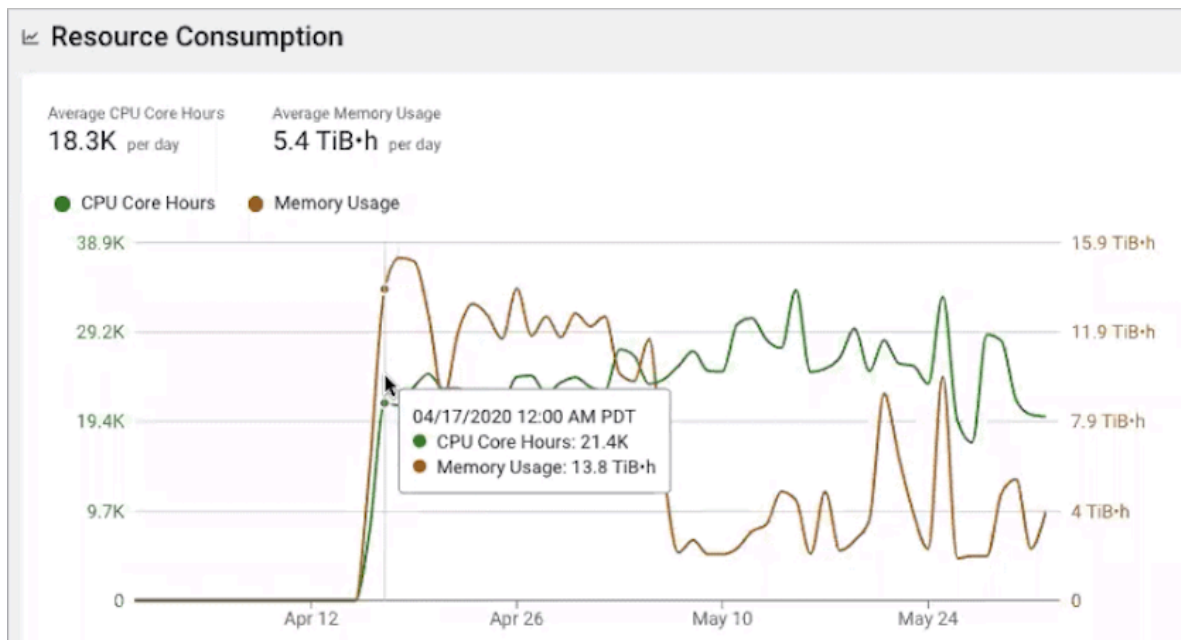 Resource Consumption
Average CPU Core Hours Average Memory Usage
18.3K per day 5.4 TiB•h per day
CPU Core Hours Memory Usage
38.9K 15.9 TiB•h
29.2K 11.9 TiB•h
04/17/2020 12:00 AM PDT
19.4K CPU Core Hours: 21.4K 7.9 TiB•h
Memory Usage: 13.8 TiB•h
9.7K 4 TiB•h
0 0
Apr 12 Apr 26 May 10 May 24